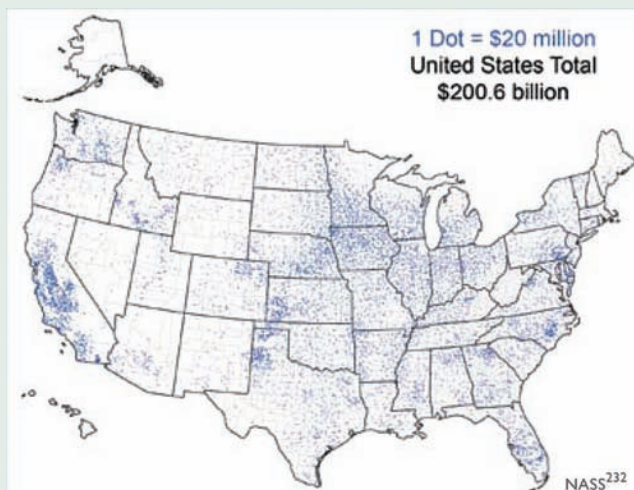 1 Dot = $20 million
United States Total
$200.6 billion
NASS232